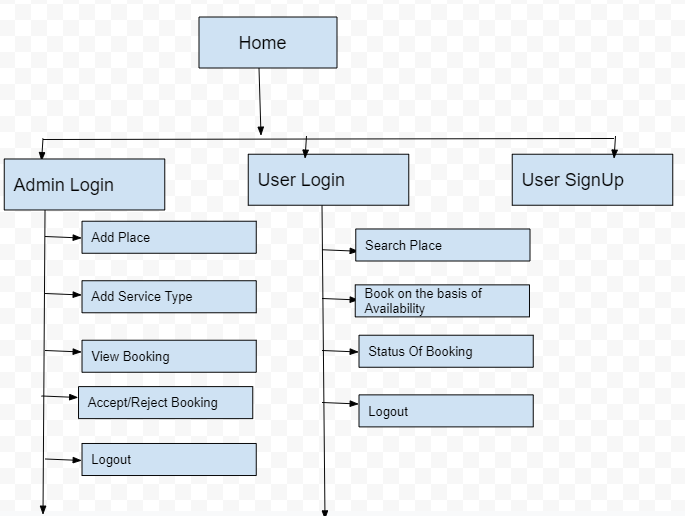 Home
Admin Login
User Login
User SignUp
Add Place
Add Service Type
View Booking
Accept/Reject Booking
Logout
Search Place
Book on the basis of
Availability
Status Of Booking
Logout